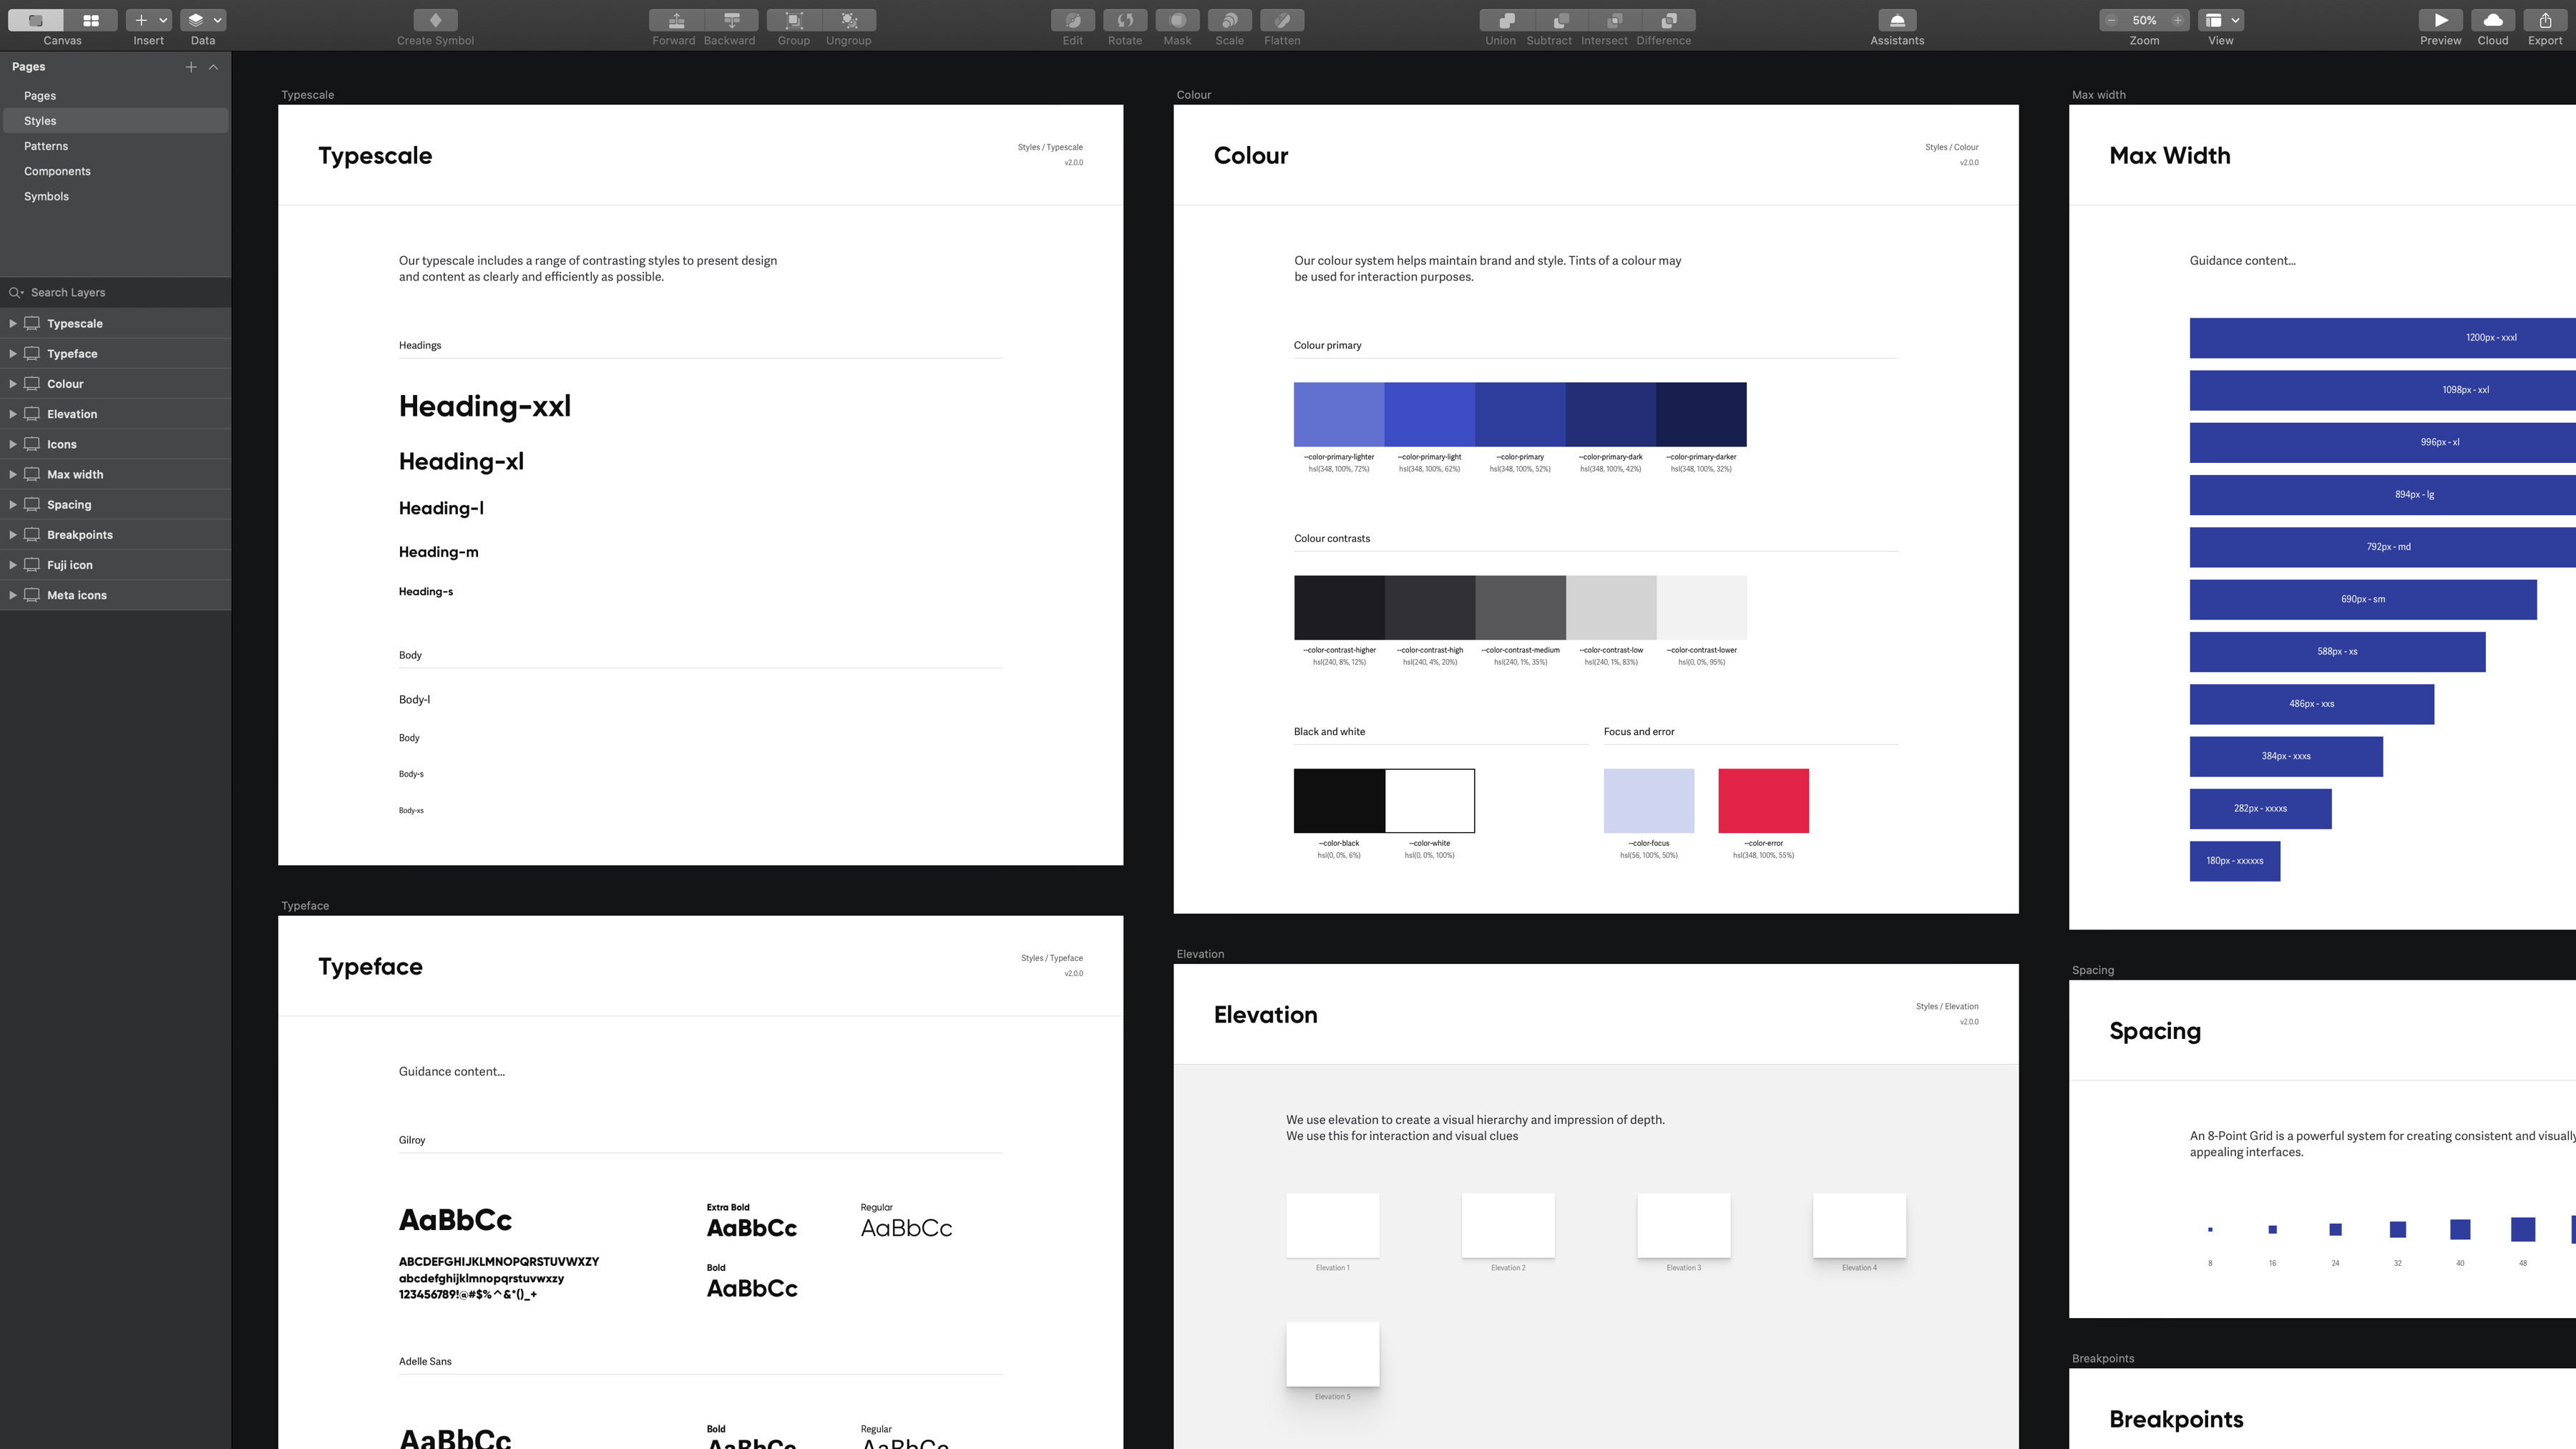 Canvas
Insert
Data
Create Symbol
Forward
Backward
Group
Ungroup
Edit
Rotate
Mask
Scale
Flatten
Union
Subtract
Intersect
Difference
Assistants
50%
Zoom
View
Preview
Cloud
Export
Pages
Pages
Styles
Patterns
Components
Symbols
Search Layers
Typescale
Typeface
Colour
Elevation
Icons
Max width
Spacing
Breakpoints
Fuji icon
Meta icons
Typescale
Typescale
Styles / Typescale
v2.0.0
Our typescale includes a range of contrasting styles to present design
and content as clearly and efficiently as possible.
Headings
Heading-xxl
Heading-xl
Heading-l
Heading-m
Heading-s
Body
Body-l
Body
Body-s
Body-xs
Typeface
Typeface
Styles / Typeface
v2.0.0
Guidance content...
Gilroy
AaBbCc
ABCDEFGHIJKLMNOPQRSTUVWXZY
abcdefghijklmnopqrstuvwxzy
123456789!@#$%^&*()_+
Extra Bold
AaBbCc
Regular
AaBbCc
Bold
AaBbCc
Adelle Sans
AaBbCc
Bold
AaBbCc
Regular
AaBbCc
Colour
Colour
Styles / Colour
v2.0.0
Our colour system helps maintain brand and style. Tints of a colour may
be used for interaction purposes.
Colour primary
--color-primary-lighter
hsl(348, 100%, 72%)
--color-primary-light
hsl(348, 100%, 62%)
--color-primary
hsl(348, 100%, 52%)
--color-primary-dark
hsl(348, 100%, 42%)
--color-primary-darker
hsl(348, 100%, 32%)
Colour contrasts
--color-contrast-higher
hsl(240, 8%, 12%)
--color-contrast-high
hsl(240, 4%, 20%)
--color-contrast-medium
hsl(240, 1%, 35%)
--color-contrast-low
hsl(240, 1%, 83%)
--color-contrast-lower
hsl(0, 0%, 95%)
Black and white
--color-black
hsl(0, 0%, 6%)
--color-white
hsl(0, 0%, 100%)
Focus and error
--color-focus
hsl(56, 100%, 50%)
--color-error
hsl(348, 100%, 55%)
Elevation
Elevation
Styles / Elevation
v2.0.0
We use elevation to create a visual hierarchy and impression of depth.
We use this for interaction and visual clues
Elevation 1
Elevation 2
Elevation 3
Elevation 4
Elevation 5
Max width
Max Width
Guidance content...
1200px - xxxl
1098px - xxl
996px - xl
894px - lg
792px - md
690px - sm
588px - xs
486px - xxs
384px - xxxs
282px - xxxxs
180px - xxxxxs
Spacing
Spacing
An 8-Point Grid is a powerful system for creating consistent and visually
appealing interfaces.
8
16
24
32
40
48
Breakpoints
Breakpoints